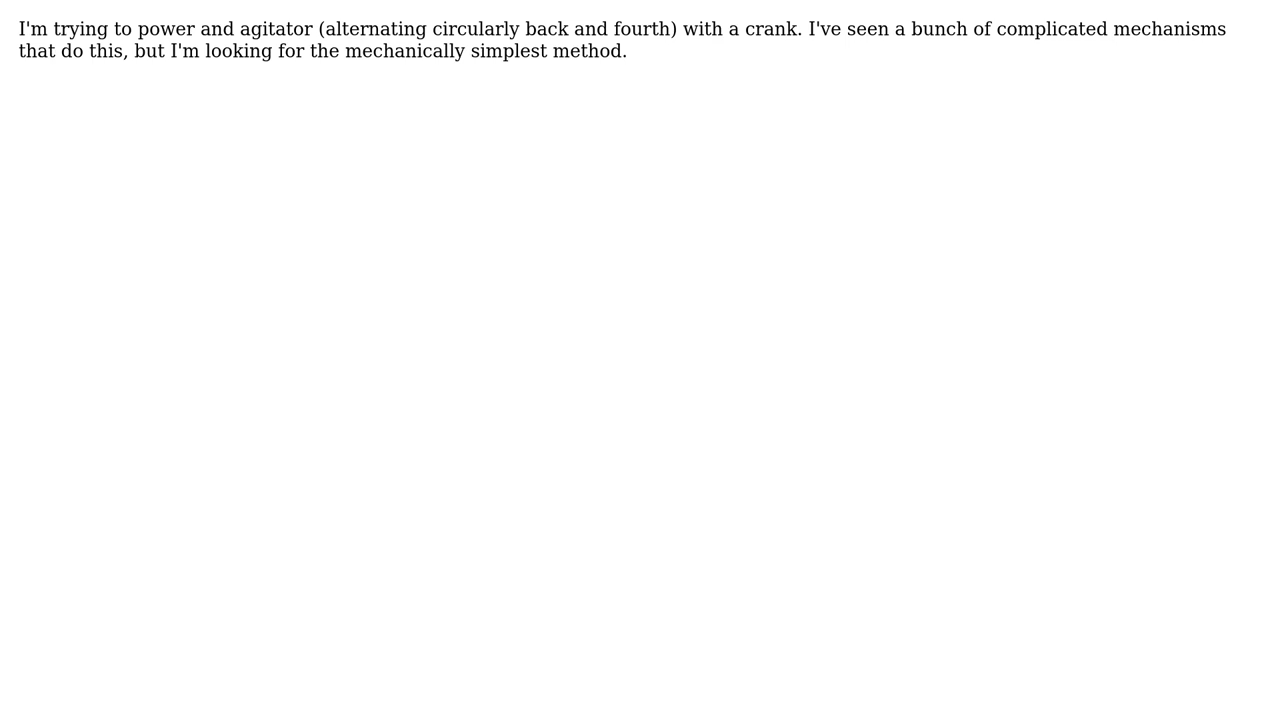 I'm trying to power and agitator (alternating circularly back and fourth) with a crank. I've seen a bunch of complicated mechanisms
that do this, but I'm looking for the mechanically simplest method.